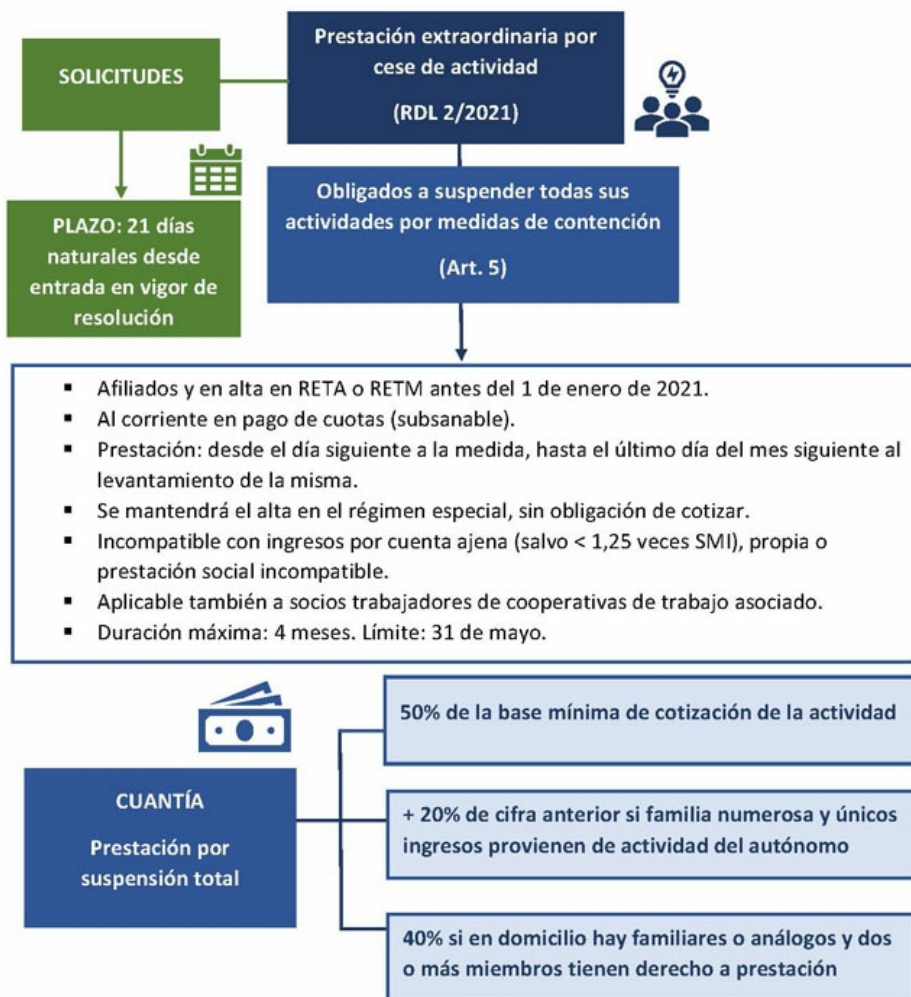 Prestación extraordinaria por
cese de actividad
(RDL 2/2021)
SOLICITUDES
Obligados a suspender todas sus
actividades por medidas de contención
(Art. 5)
PLAZO: 21 días
naturales desde
entrada en vigor de
resolución
▪ Afiliados y en alta en RETA o RETM antes del 1 de enero de 2021.
▪ Al corriente en pago de cuotas (subsanable).
▪ Prestación: desde el día siguiente a la medida, hasta el último día del mes siguiente al
levantamiento de la misma.
▪ Se mantendrá el alta en el régimen especial, sin obligación de cotizar.
▪ Incompatible con ingresos por cuenta ajena (salvo < 1,25 veces SMI), propia o
prestación social incompatible.
▪ Aplicable también a socios trabajadores de cooperativas de trabajo asociado.
▪ Duración máxima: 4 meses. Límite: 31 de mayo.
CUANTÍA
Prestación por
suspensión total
50% de la base mínima de cotización de la actividad
+ 20% de cifra anterior si familia numerosa y únicos
ingresos provienen de actividad del autónomo
40% si en domicilio hay familiares o análogos y dos
o más miembros tienen derecho a prestación